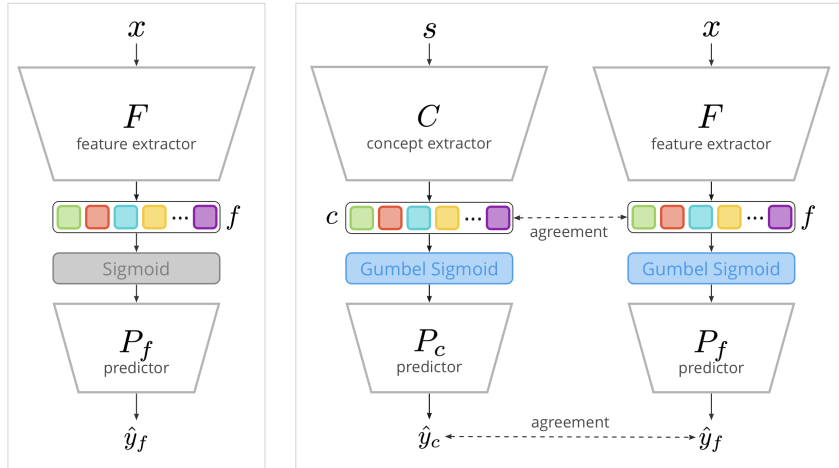 x
F
feature extractor
f
Sigmoid
P_f
predictor
ŷ_f
s
C
concept extractor
c
Gumbel Sigmoid
P_c
predictor
ŷ_c
agreement
agreement
x
F
feature extractor
f
Gumbel Sigmoid
P_f
predictor
ŷ_f